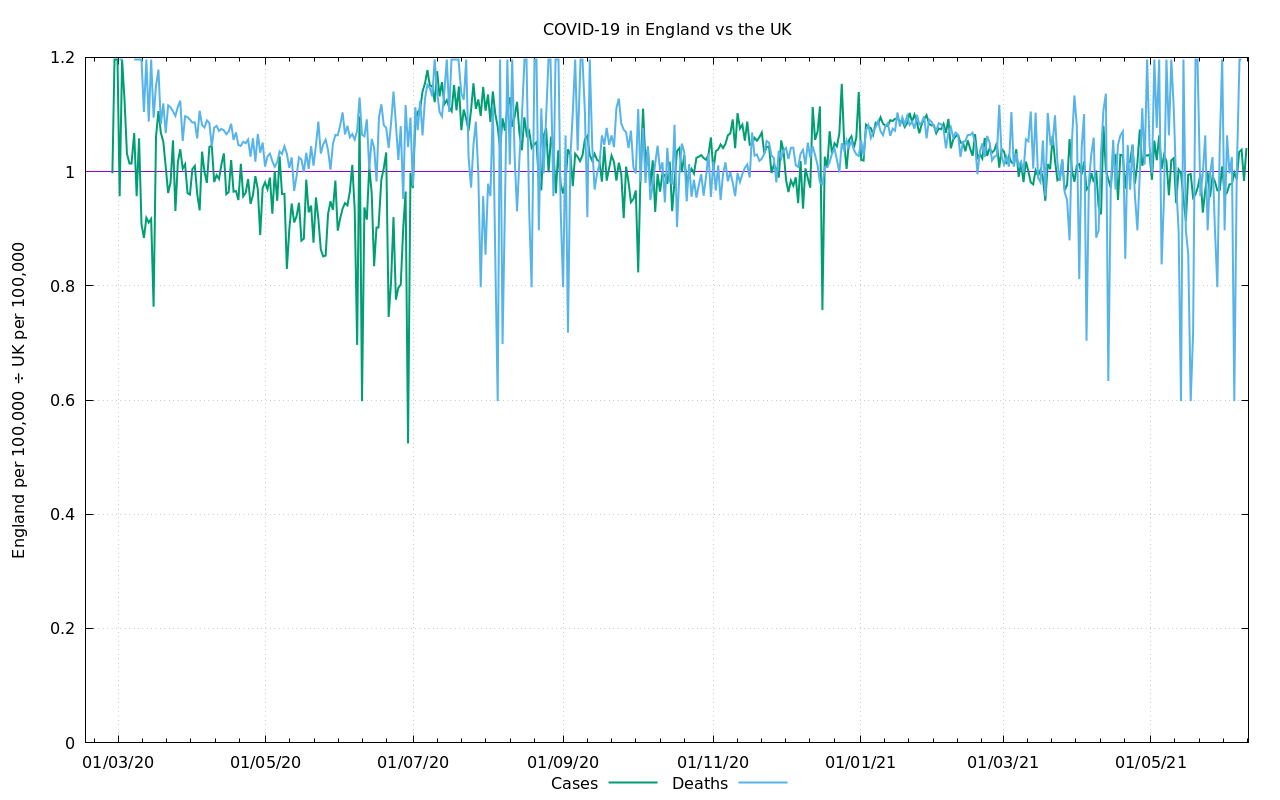 COVID-19 in England vs the UK
England per 100,000 ÷ UK per 100,000
1.2
1
0.8
0.6
0.4
0.2
0
01/03/20 01/05/20 01/07/20 01/09/20 01/11/20 01/01/21 01/03/21 01/05/21
Cases Deaths